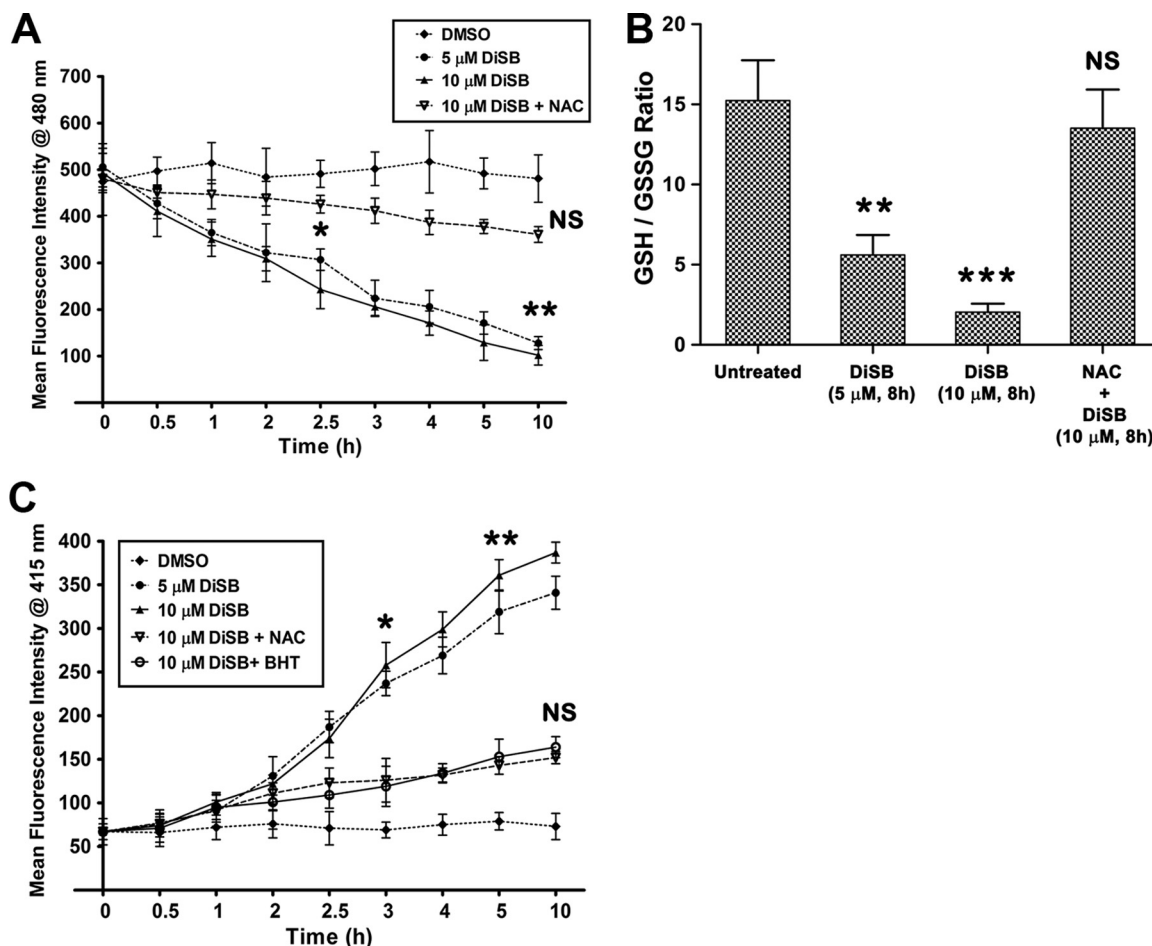 A
DMSO
5 μM DiSB
10 μM DiSB
10 μM DiSB + NAC
Mean Fluorescence Intensity @ 480 nm
700
600
500
400
300
200
100
NS
*
**
0 0.5 1 2 2.5 3 4 5 10
Time (h)
B
GSH / GSSG Ratio
20
15
10
5
0
NS
**
***
Untreated
DiSB
(5 μM, 8h)
DiSB
(10 μM, 8h)
NAC
+
DiSB
(10 μM, 8h)
C
DMSO
5 μM DiSB
10 μM DiSB
10 μM DiSB + NAC
10 μM DiSB+ BHT
Mean Fluorescence Intensity @ 415 nm
400
350
300
250
200
150
100
50
**
*
NS
0 0.5 1 2 2.5 3 4 5 10
Time (h)